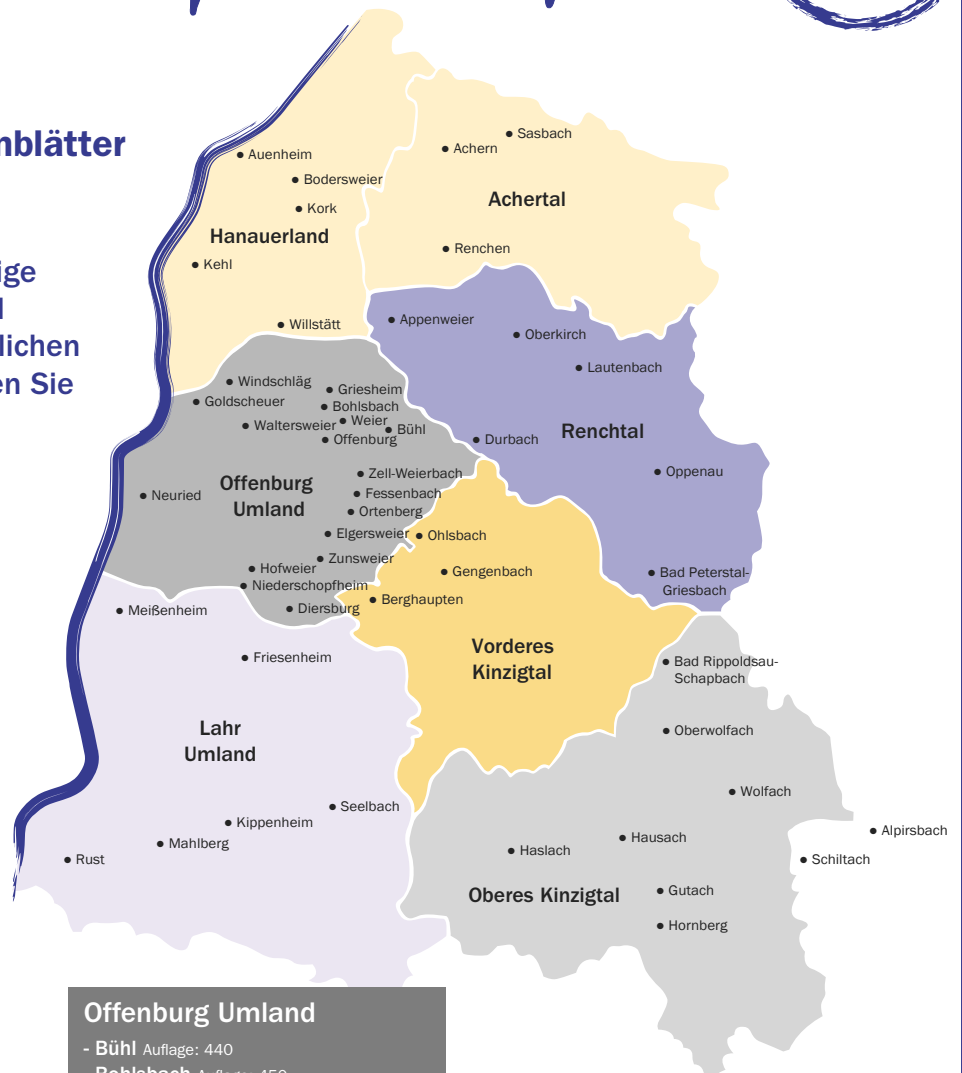 nblätter
ige
l
lichen
en Sie
Sasbach
Achern
Auenheim
Bodersweier
Achertal
Kork
Hanauerland
Renchen
Kehl
Appenweier
Willstätt
Oberkirch
Lautenbach
Windschläg
Griesheim
Goldscheuer
Bohlsbach
Waltersweier
Weier
Bühl
Offenburg
Durbach
Renchtal
Zell-Weierbach
Oppenau
Offenburg
Umland
Fessenbach
Neuried
Ortenberg
Elgersweier
Ohlsbach
Zunsweier
Hofweier
Gengenbach
Bad Peterstal-
Griesbach
Niederschopfheim
Berghaupten
Diersburg
Meißenheim
Vorderes
Kinzigtal
Friesenheim
Bad Rippoldsau-
Schapbach
Lahr
Umland
Oberwolfach
Wolfach
Seelbach
Kippenheim
Alpirsbach
Hausach
Mahlberg
Haslach
Rust
Schiltach
Oberes Kinzigtal
Gutach
Hornberg
Offenburg Umland
- Bühl Auflage: 440
- Bohlsbach Auflage: 450